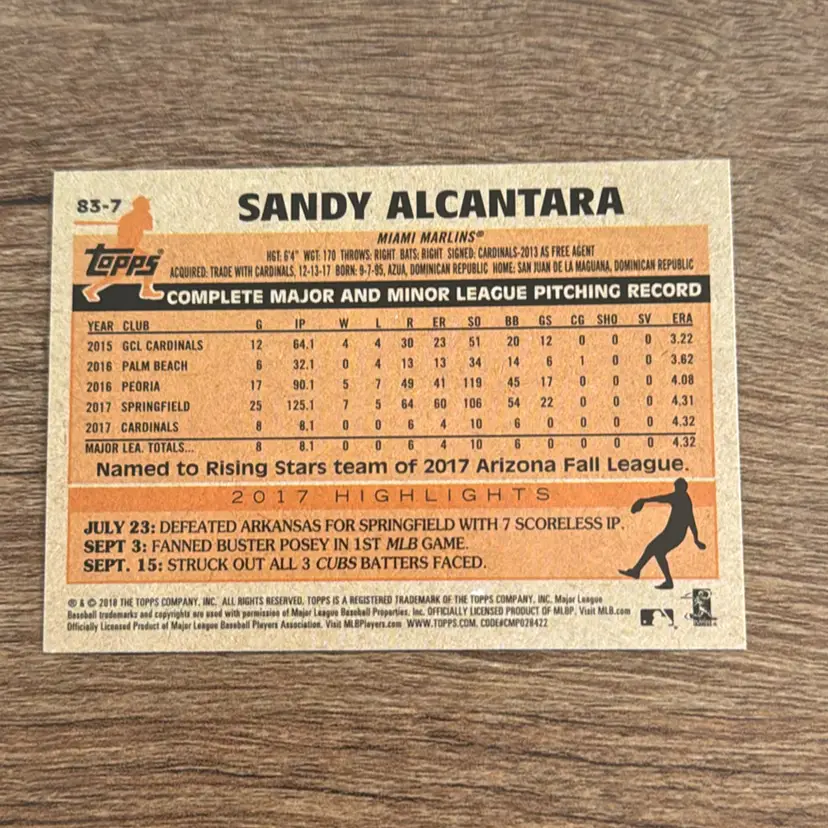 83-7
SANDY ALCANTARA
MIAMI MARLINS®
Topps®
HGT: 6'4" WGT: 170 THROWS: RIGHT BATS: RIGHT SIGNED: CARDINALS-2013 AS FREE AGENT
ACQUIRED: TRADE WITH CARDINALS, 12-13-17 BORN: 9-7-95, AZUA, DOMINICAN REPUBLIC HOME: SAN JUAN DE LA MAGUANA, DOMINICAN REPUBLIC
COMPLETE MAJOR AND MINOR LEAGUE PITCHING RECORD
YEAR CLUB G IP W L R ER SO BB GS CG SHO SV ERA
2015 GCL CARDINALS 12 64.1 4 4 30 23 51 20 12 0 0 0 3.22
2016 PALM BEACH 6 32.1 0 4 13 13 34 14 6 1 0 0 3.62
2016 PEORIA 17 90.1 5 7 49 41 119 45 17 0 0 0 4.08
2017 SPRINGFIELD 25 125.1 7 5 64 60 106 54 22 0 0 0 4.31
2017 CARDINALS 8 8.1 0 0 6 4 10 6 0 0 0 0 4.32
MAJOR LEA. TOTALS... 8 8.1 0 0 6 4 10 6 0 0 0 0 4.32
Named to Rising Stars team of 2017 Arizona Fall League.
2017 HIGHLIGHTS
JULY 23: DEFEATED ARKANSAS FOR SPRINGFIELD WITH 7 SCORELESS IP.
SEPT 3: FANNED BUSTER POSEY IN 1ST MLB GAME.
SEPT. 15: STRUCK OUT ALL 3 CUBS BATTERS FACED.
® & © 2018 THE TOPPS COMPANY, INC. ALL RIGHTS RESERVED. TOPPS IS A REGISTERED TRADEMARK OF THE TOPPS COMPANY, INC. Major League
Baseball trademarks and copyrights are used with permission of Major League Baseball Properties, Inc. OFFICIALLY LICENSED PRODUCT OF MLBP. Visit MLB.com
Officially Licensed Product of Major League Baseball Players Association. Visit MLBPlayers.com WWW.TOPPS.COM. CODE#CMP028422